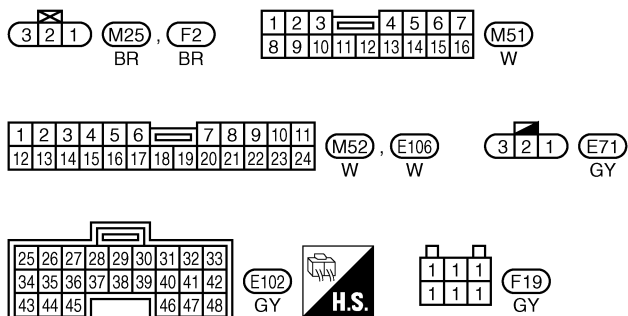 3 2 1 M25 , F2
BR BR
1 2 3 4 5 6 7 M51
8 9 10 11 12 13 14 15 16
W
1 2 3 4 5 6 7 8 9 10 11
12 13 14 15 16 17 18 19 20 21 22 23 24
M52 , E106
W W
3 2 1 E71
GY
25 26 27 28 29 30 31 32 33
34 35 36 37 38 39 40 41 42
43 44 45 46 47 48
E102
GY
H.S.
1 1 1
1 1 1
F19
GY